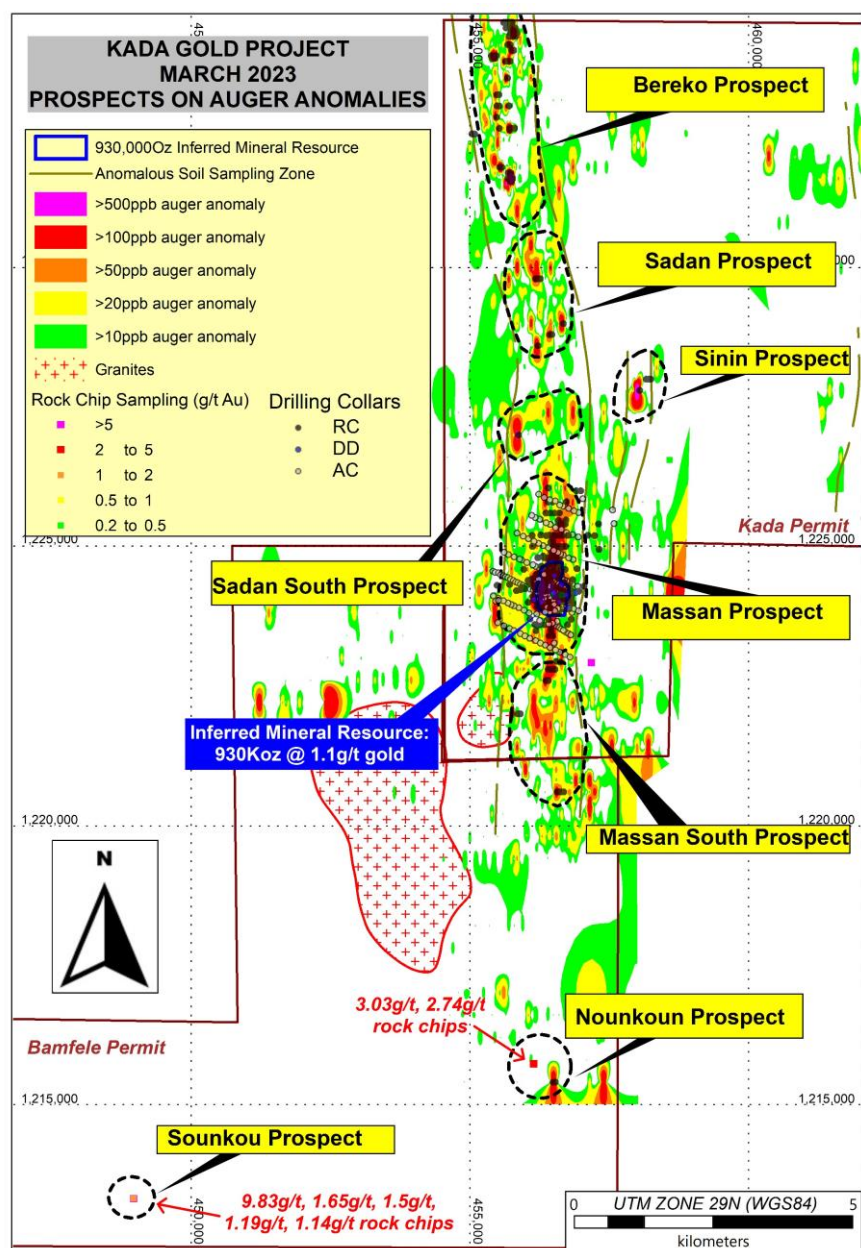 KADA GOLD PROJECT
MARCH 2023
PROSPECTS ON AUGER ANOMALIES
455,000
460,000
930,000Oz Inferred Mineral Resource
Anomalous Soil Sampling Zone
>500ppb auger anomaly
>100ppb auger anomaly
>50ppb auger anomaly
>20ppb auger anomaly
>10ppb auger anomaly
Granites
Rock Chip Sampling (g/t Au)
>5
2 to 5
1 to 2
0.5 to 1
0.2 to 0.5
Drilling Collars
RC
DD
AC
Bereko Prospect
Sadan Prospect
Sinin Prospect
Kada Permit
1,225,000
1,225,000
Sadan South Prospect
Massan Prospect
Inferred Mineral Resource:
930Koz @ 1.1g/t gold
1,220,000
1,220,000
Massan South Prospect
N
3.03g/t, 2.74g/t
rock chips
Nounkoun Prospect
Bamfele Permit
1,215,000
1,215,000
Sounkou Prospect
9.83g/t, 1.65g/t, 1.5g/t,
1.19g/t, 1.14g/t rock chips
450,000
455,000
UTM ZONE 29N (WGS84)
0 5
kilometers